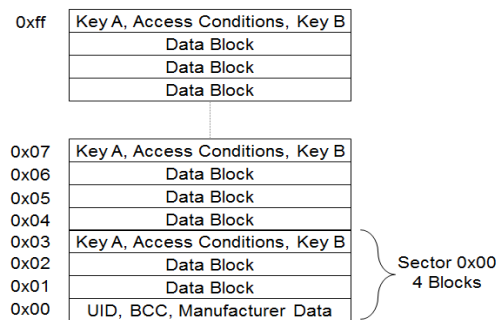 0xff Key A, Access Conditions, Key B
Data Block
Data Block
Data Block
0x07 Key A, Access Conditions, Key B
0x06 Data Block
0x05 Data Block
0x04 Data Block
0x03 Key A, Access Conditions, Key B
0x02 Data Block
0x01 Data Block
0x00 UID, BCC, Manufacturer Data
Sector 0x00
4 Blocks